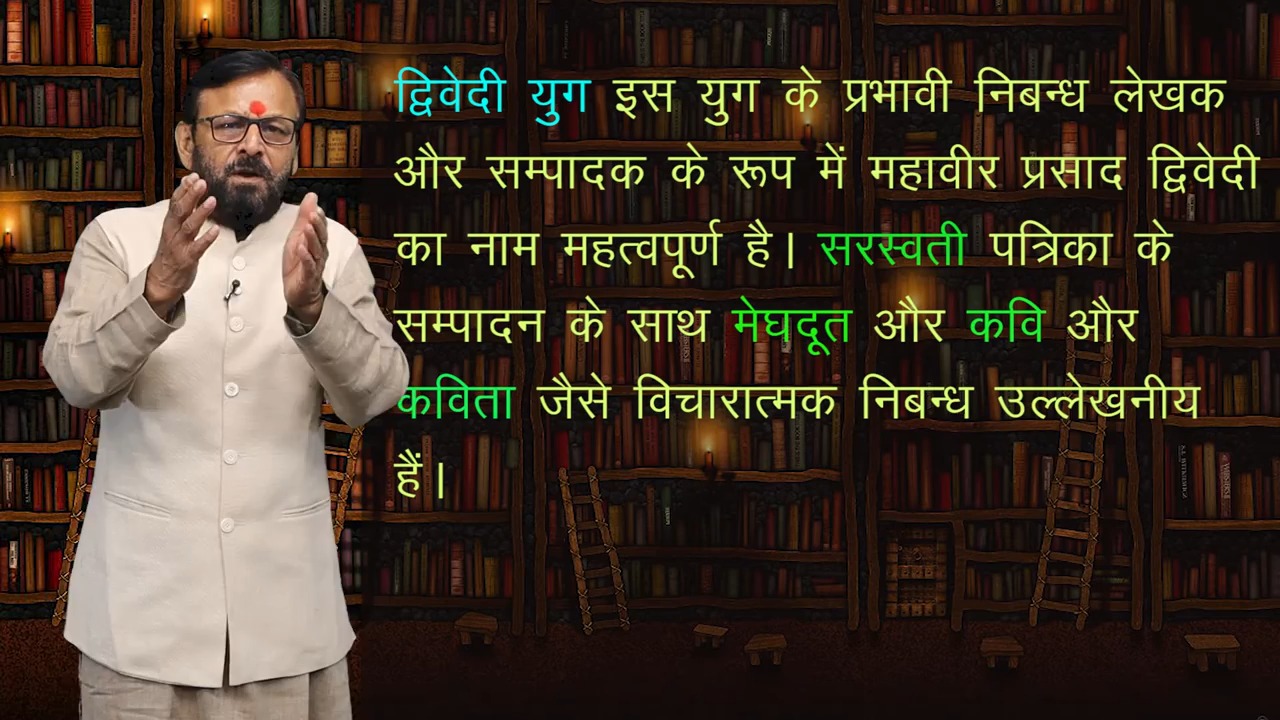 द्विवेदी युग इस युग के प्रभावी निबन्ध लेखक
और सम्पादक के रूप में महावीर प्रसाद द्विवेदी
का नाम महत्वपूर्ण है। सरस्वती पत्रिका के
सम्पादन के साथ मेघदूत और कवि और
कविता जैसे विचारात्मक निबन्ध उल्लेखनीय
हैं।